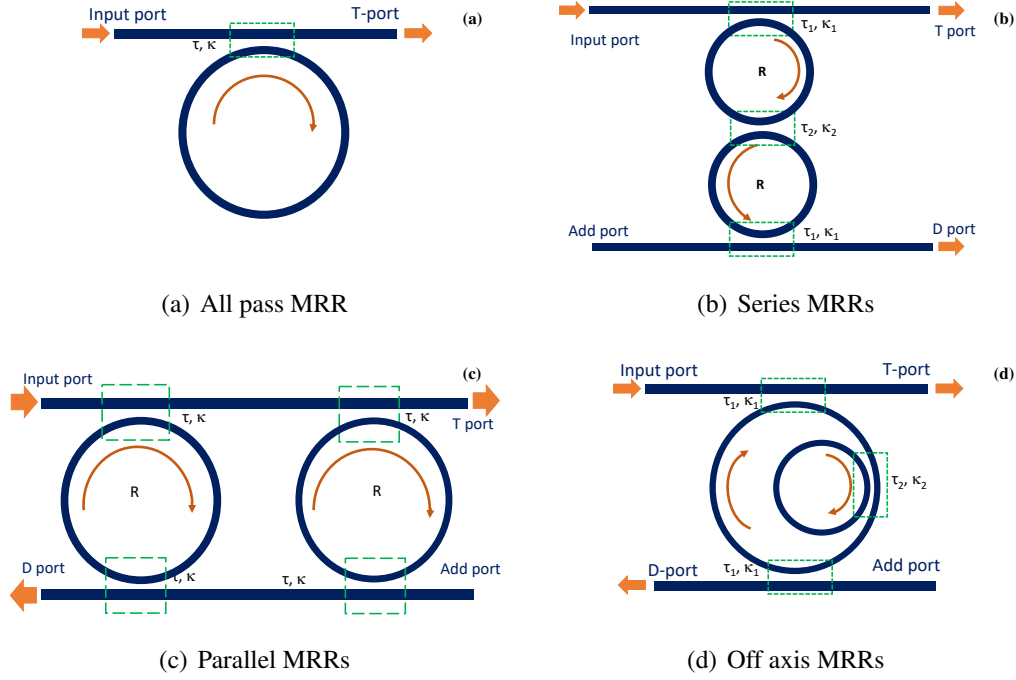 Input port
T-port
(a)
τ, κ
(a) All pass MRR
(b)
Input port
τ1, κ1
T port
R
τ2, κ2
R
Add port
τ1, κ1
D port
(b) Series MRRs
(c)
Input port
τ, κ
τ, κ
T port
R
R
D port
τ, κ
τ, κ
Add port
(c) Parallel MRRs
Input port
T-port
(d)
τ1, κ1
τ2, κ2
τ1, κ1
D-port
Add port
(d) Off axis MRRs